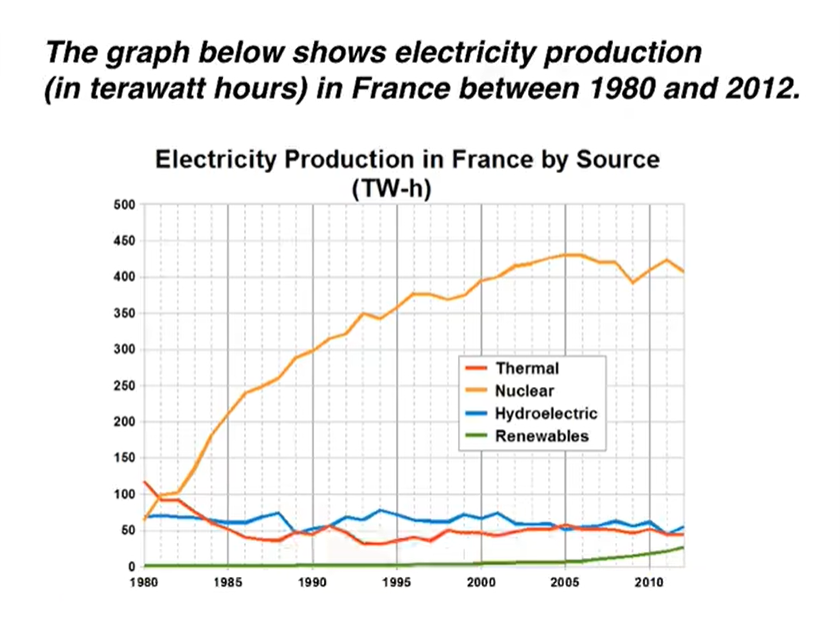 The graph below shows electricity production
(in terawatt hours) in France between 1980 and 2012.
Electricity Production in France by Source
(TW-h)
500
450
400
350
300
250
200
150
100
50
0
Thermal
Nuclear
Hydroelectric
Renewables
1980 1985 1990 1995 2000 2005 2010